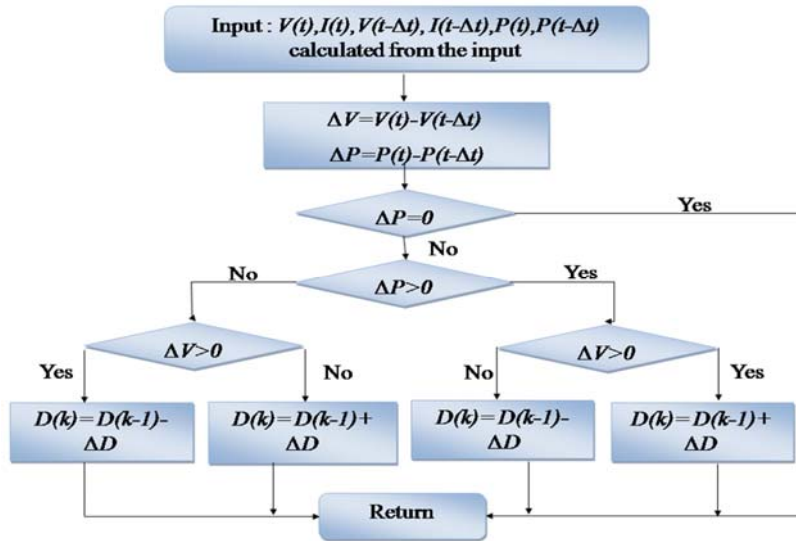 Input : V(t),I(t),V(t-Δt), I(t-Δt),P(t),P(t-Δt)
calculated from the input
ΔV=V(t)-V(t-Δt)
ΔP=P(t)-P(t-Δt)
ΔP=0
Yes
No
ΔP>0
No
Yes
ΔV>0
ΔV>0
Yes
No
No
Yes
D(k)=D(k-1)-
ΔD
D(k)=D(k-1)+
ΔD
D(k)=D(k-1)-
ΔD
D(k)=D(k-1)+
ΔD
Return